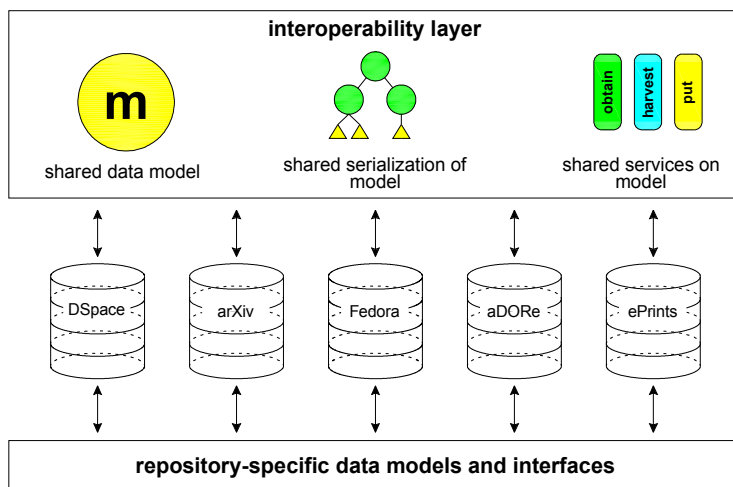 interoperability layer
m
obtain
harvest
put
shared data model
shared serialization of
model
shared services on
model
DSpace
arXiv
Fedora
aDORe
ePrints
repository-specific data models and interfaces